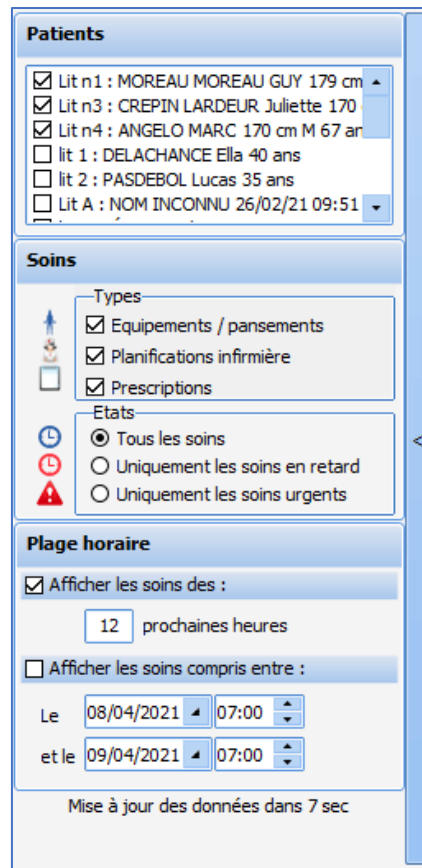 Patients
Lit n1 : MOREAU MOREAU GUY 179 cm
Lit n3 : CREPIN LARDEUR Juliette 170
Lit n4 : ANGELO MARC 170 cm M 67 an
lit 1 : DELACHANCE Ella 40 ans
lit 2 : PASDEBOL Lucas 35 ans
Lit A : NOM INCONNU 26/02/21 09:51
Soins
Types
Equipements / pansements
Planifications infirmière
Prescriptions
Etats
Tous les soins
Uniquement les soins en retard
Uniquement les soins urgents
<
Plage horaire
Afficher les soins des :
12 prochaines heures
Afficher les soins compris entre :
Le 08/04/2021 07:00
et le 09/04/2021 07:00
Mise à jour des données dans 7 sec